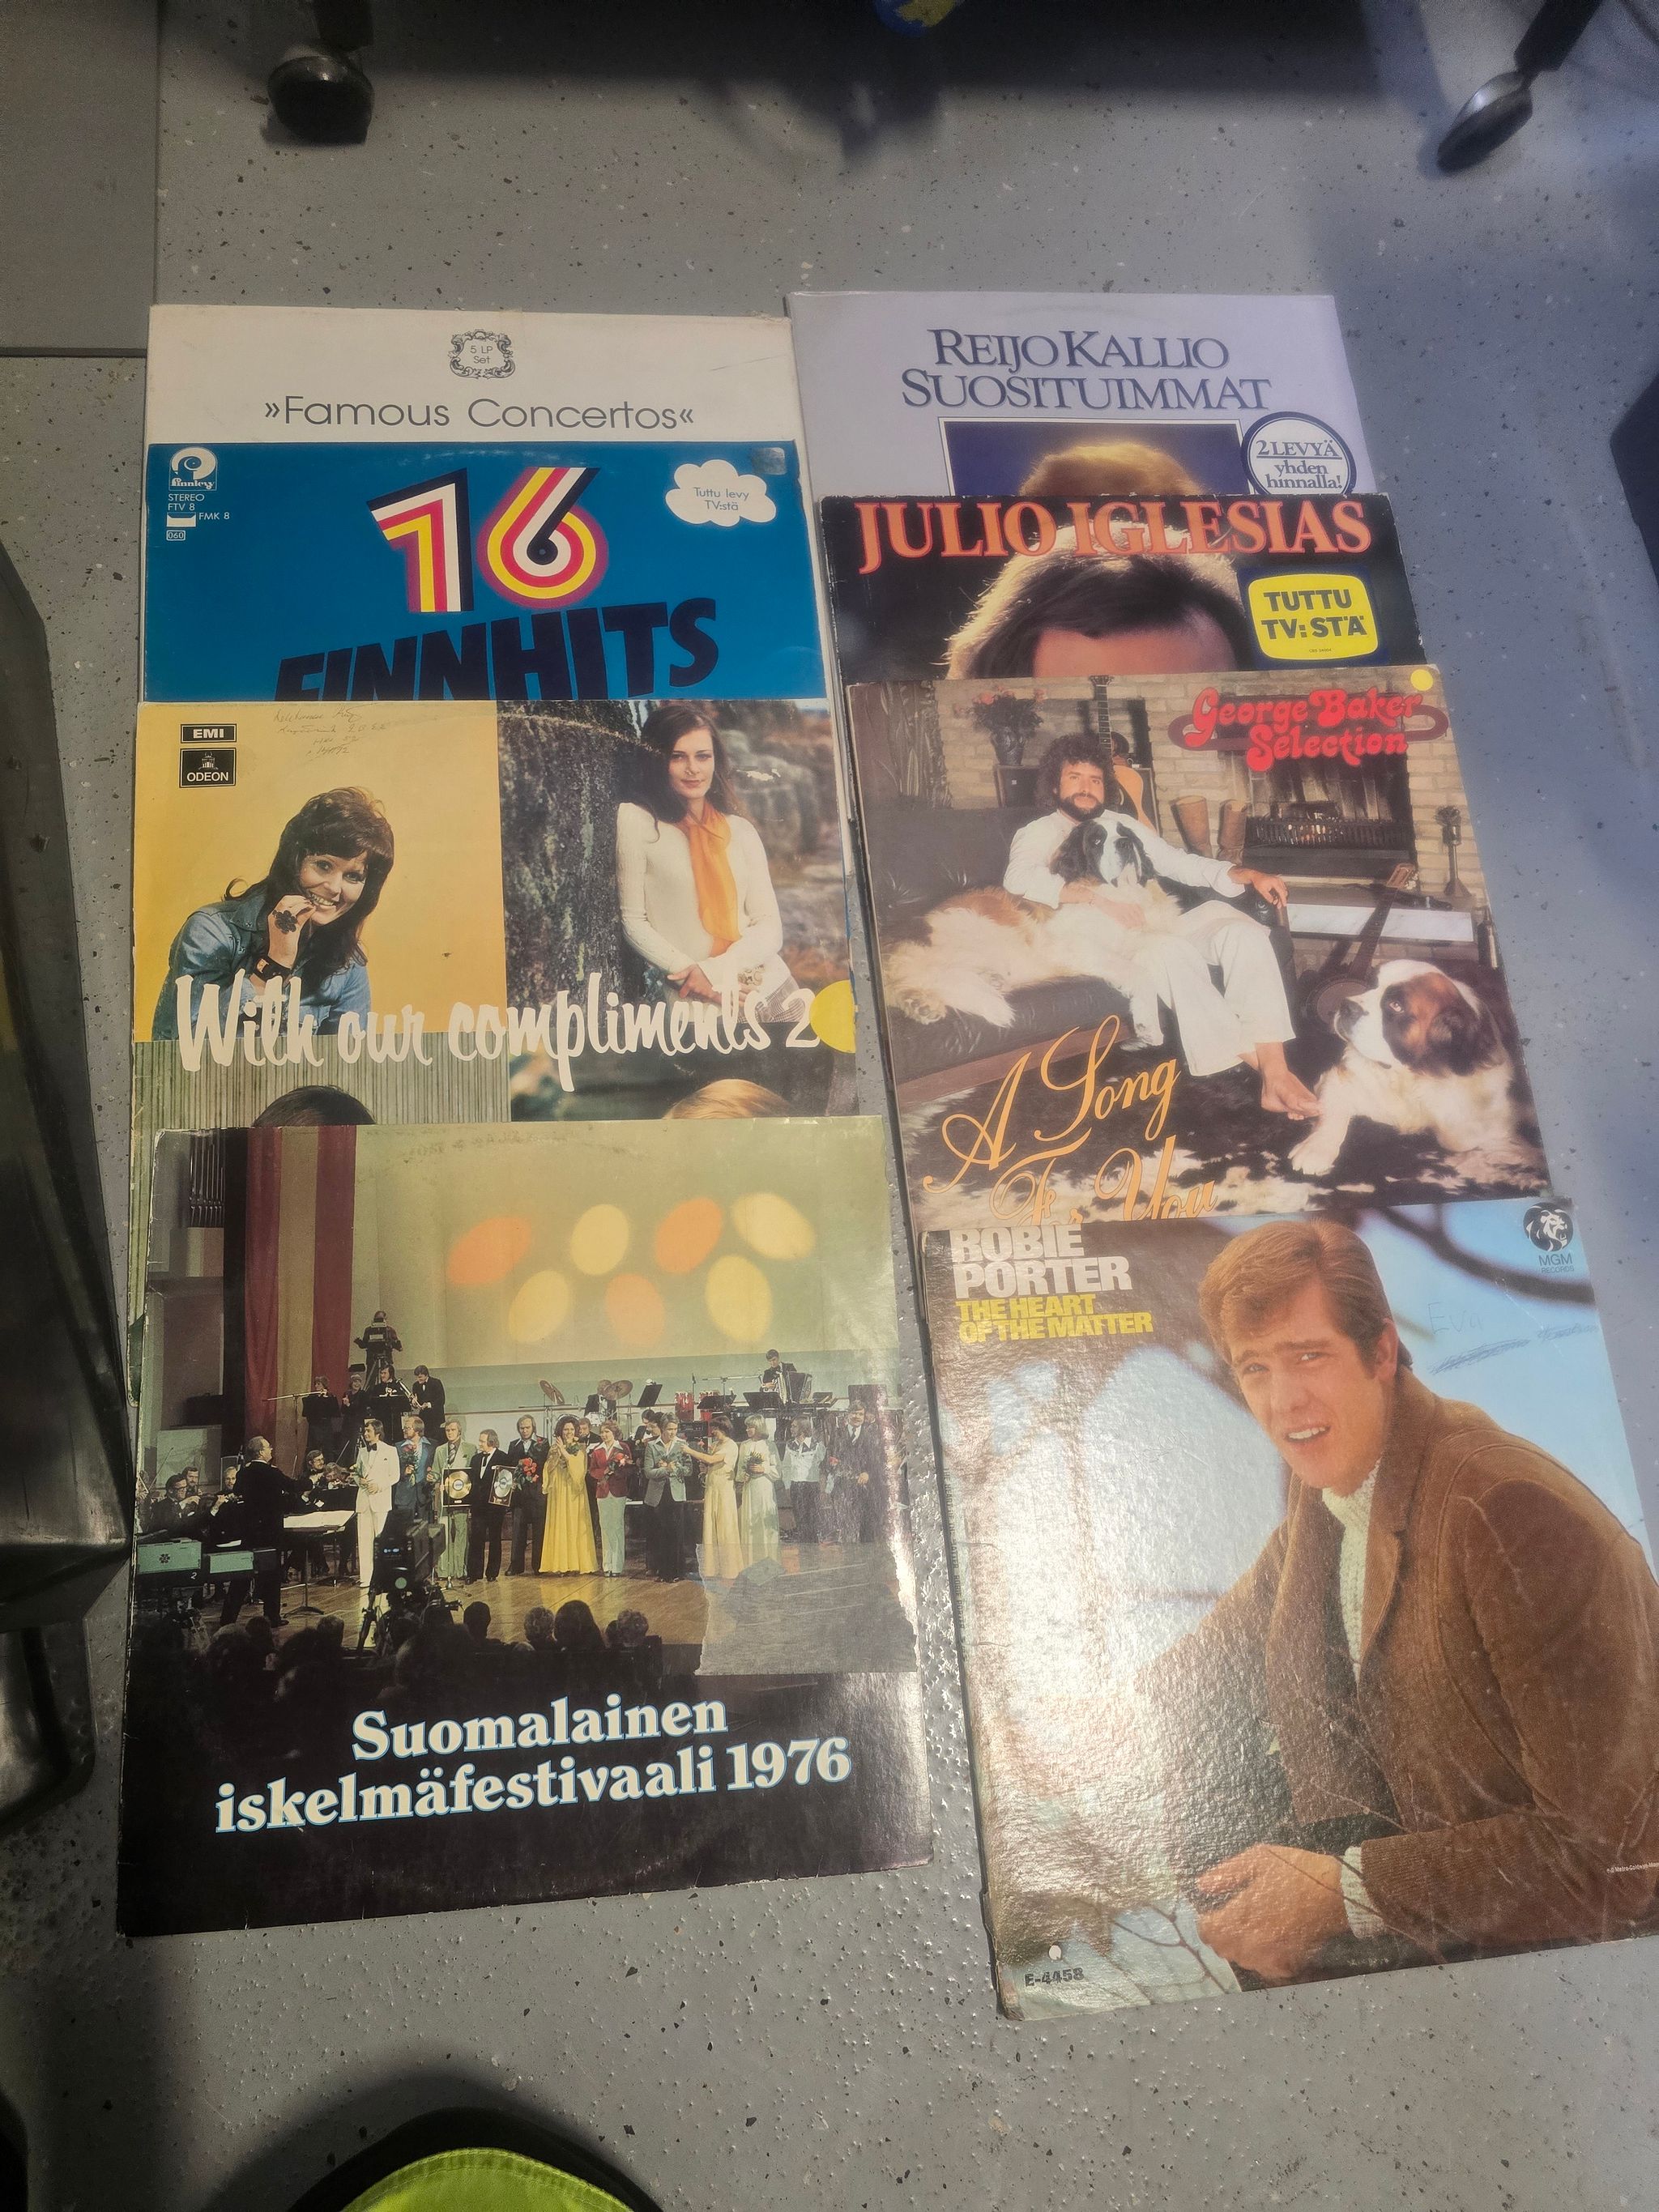 5 LP
Set
»Famous Concertos«
finnlevy
STEREO
FTV 8
FMK 8
060
16
FINNHITS
Tuttu levy
TV:stä
EMI
ODEON
With our compliments 2
Suomalainen
iskelmäfestivaali 1976
REIJO KALLIO
SUOSITUIMMAT
2 LEVYÄ
yhden
hinnalla!
JULIO IGLESIAS
TUTTU
TV:STÄ
George Baker
Selection
A Song
For You
ROBIE
PORTER
THE HEART
OF THE MATTER
MGM
RECORDS
E-4458